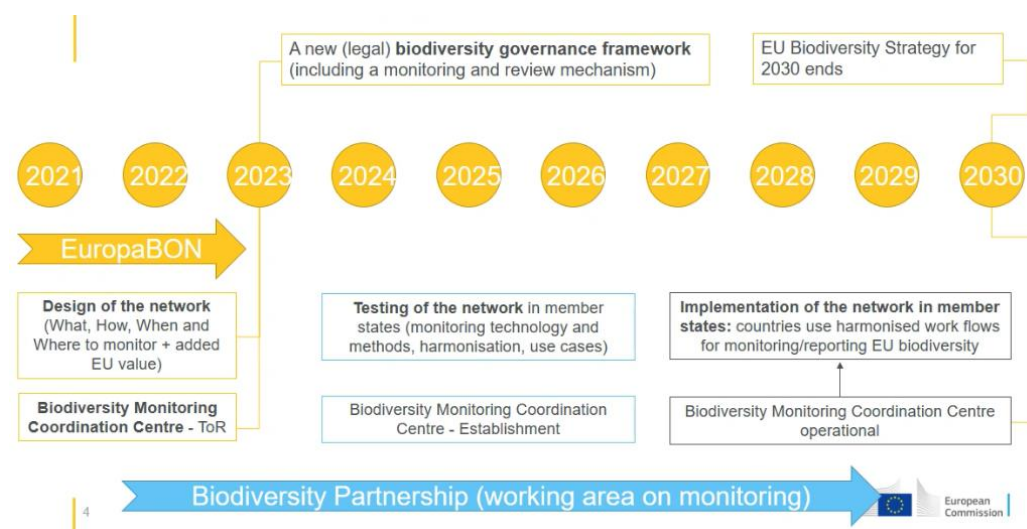 A new (legal) biodiversity governance framework
(including a monitoring and review mechanism)
EU Biodiversity Strategy for
2030 ends
2021
2022
2023
2024
2025
2026
2027
2028
2029
2030
EuropaBON
Design of the network
(What, How, When and
Where to monitor + added
EU value)
Testing of the network in member
states (monitoring technology and
methods, harmonisation, use cases)
Implementation of the network in member
states: countries use harmonised work flows
for monitoring/reporting EU biodiversity
Biodiversity Monitoring
Coordination Centre - ToR
Biodiversity Monitoring Coordination
Centre - Establishment
Biodiversity Monitoring Coordination Centre
operational
Biodiversity Partnership (working area on monitoring)
4
European
Commission